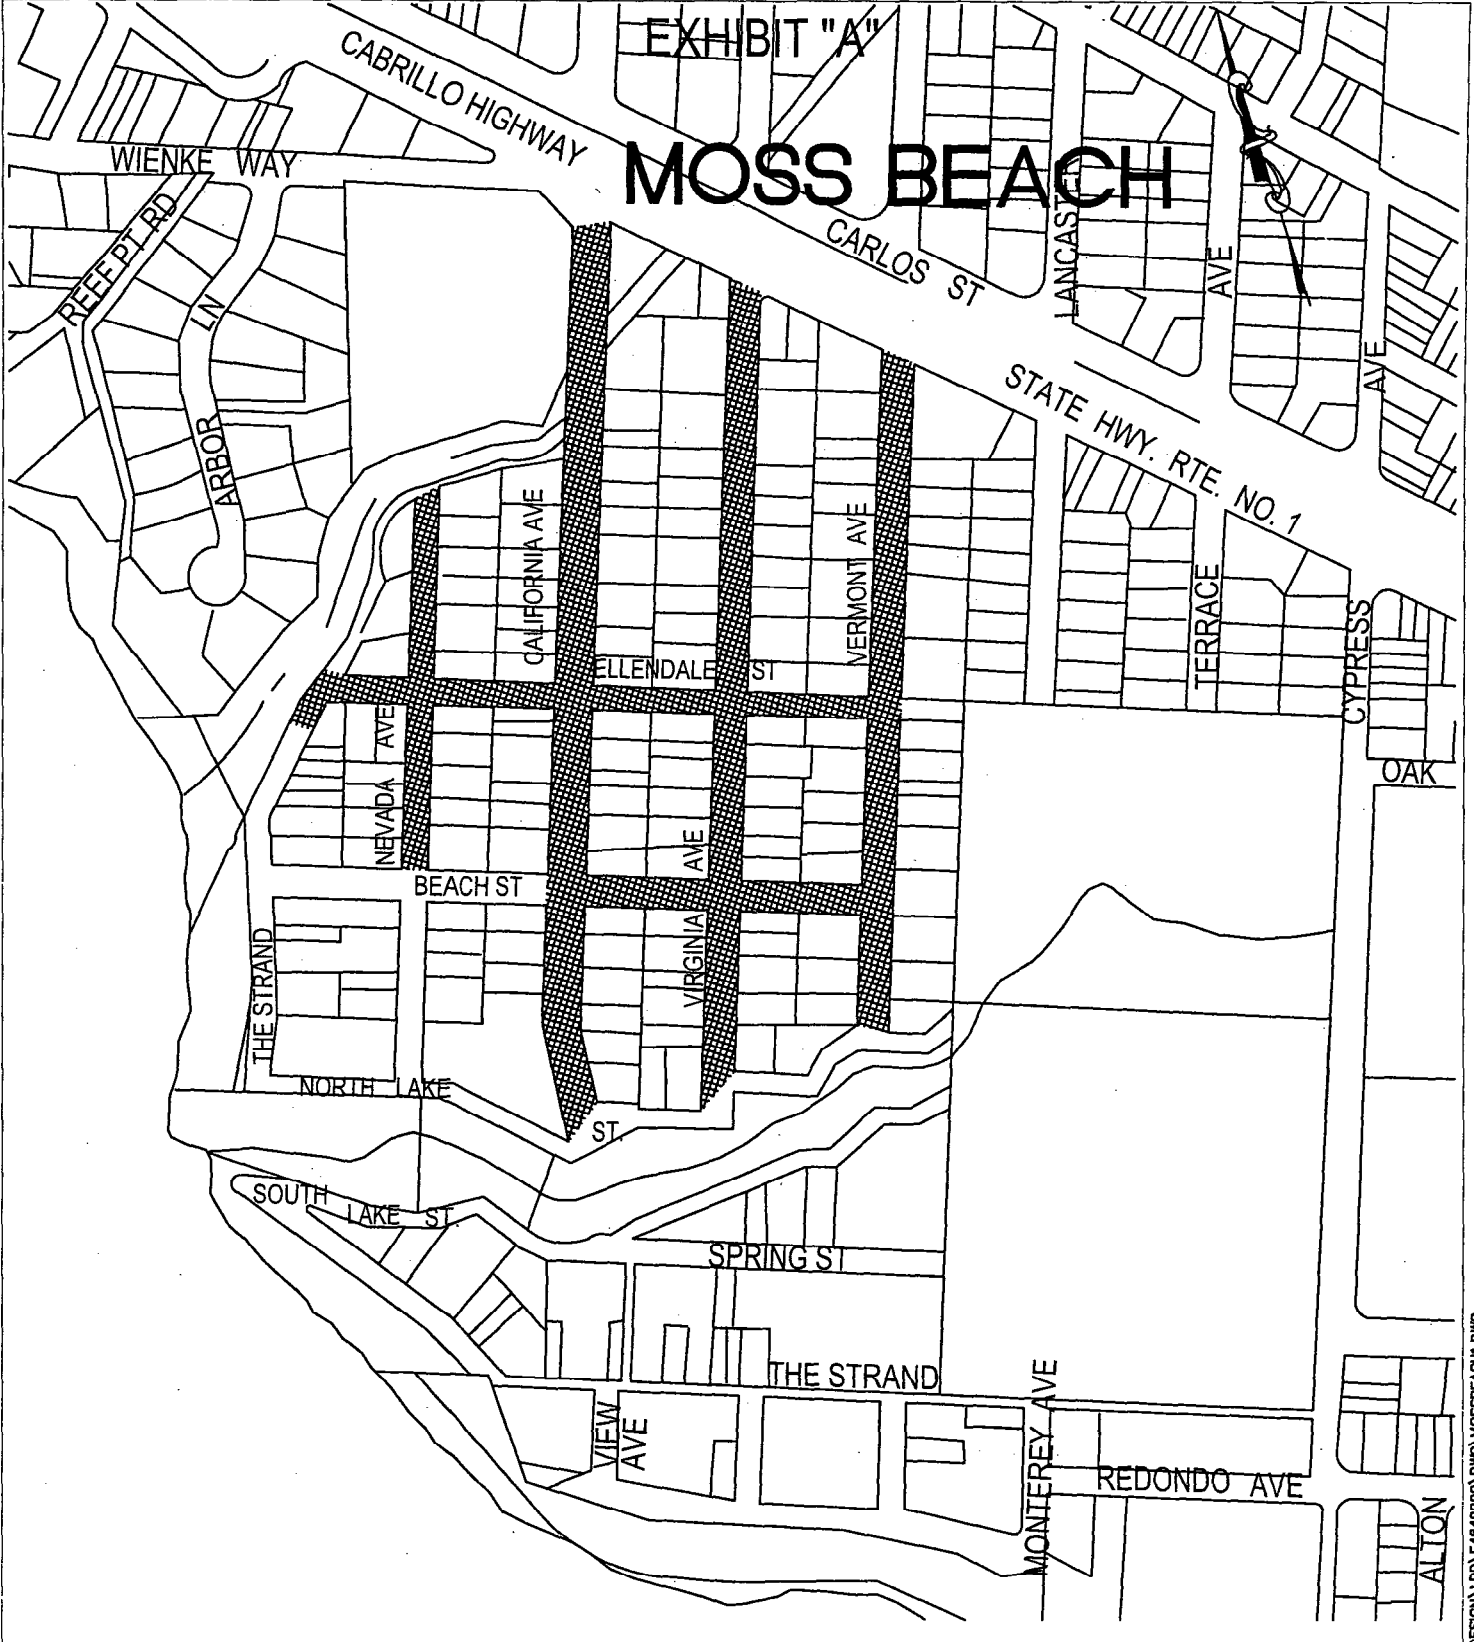 EXHIBIT "A"
CABRILLO HIGHWAY
MOSS BEACH
WIENKE WAY
REEF PT RD
ARBOR LN
CARLOS ST
LANCASTER
AVE
AVE
STATE HWY. RTE. NO. 1
CALIFORNIA AVE
VERMONT AVE
ELLENDALE ST
TERRACE
CYPRESS
NEVADA AVE
OAK
BEACH ST
VIRGINIA AVE
THE STRAND
NORTH LAKE ST.
SOUTH LAKE ST.
SPRING ST
THE STRAND
VIEW AVE
MONTEREY AVE
REDONDO AVE
ALTON